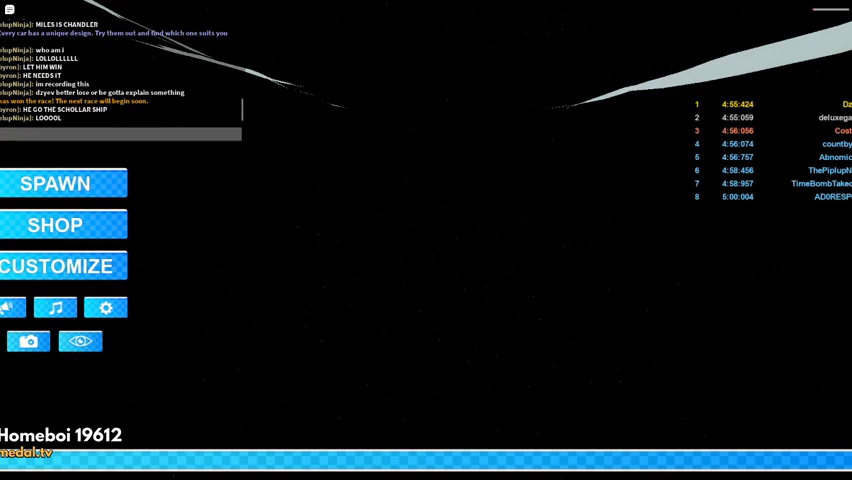 plupNinja]: MILES IS CHANDLER
Every car has a unique design. Try them out and find which one suits you
plupNinja]: who am i
plupNinja]: LOLLOLLLLLL
byron]: LET HIM WIN
byron]: HE NEEDS IT
plupNinja]: im recording this
plupNinja]: dzyev better lose or he gotta explain something
has won the race! The next race will begin soon.
byron]: HE GO THE SCHOLLAR SHIP
plupNinja]: LOOOL
1 4:55:424 Dz
2 4:55:059 deluxega
3 4:56:056 Cost
4 4:56:074 countby
5 4:56:757 Abnomic
6 4:58:456 ThePiplupN
7 4:58:957 TimeBombTakeo
8 5:00:004 AD0RESP
SPAWN
SHOP
CUSTOMIZE
Homeboi 19612
medal.tv